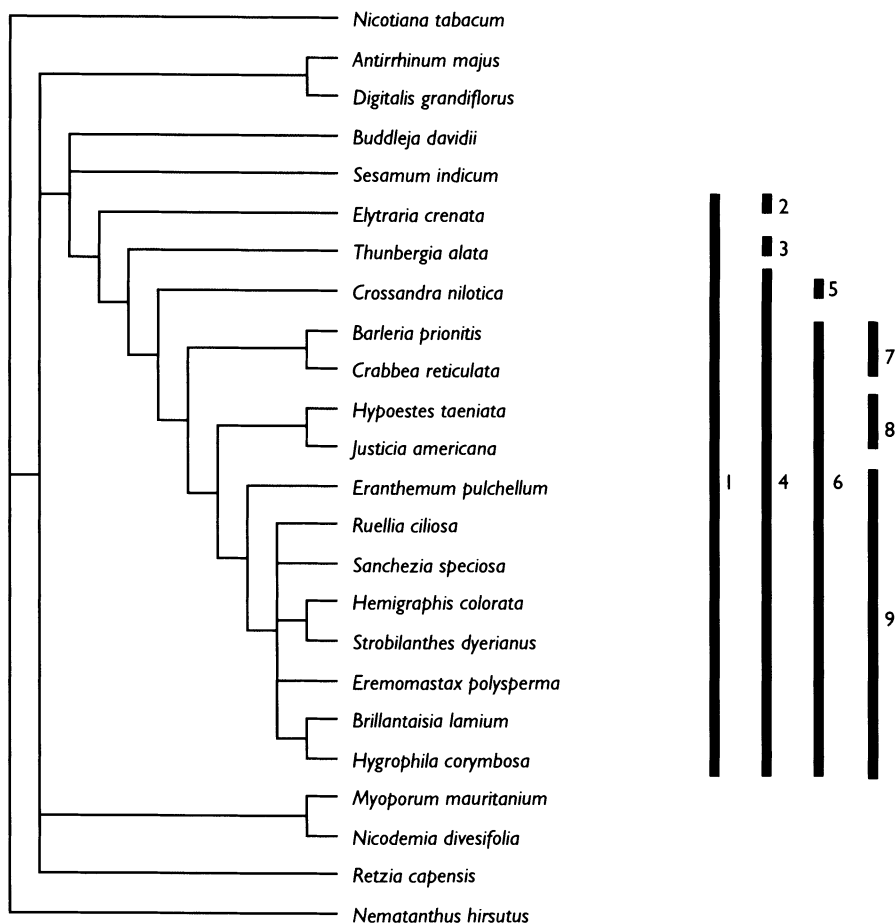 Nicotiana tabacum
Antirrhinum majus
Digitalis grandiflorus
Buddleja davidii
Sesamum indicum
Elytraria crenata
2
Thunbergia alata
3
Crossandra nilotica
5
Barleria prionitis
7
Crabbea reticulata
Hypoestes taeniata
8
Justicia americana
Eranthemum pulchellum
1 4 6
Ruellia ciliosa
Sanchezia speciosa
Hemigraphis colorata
9
Strobilanthes dyerianus
Eremomastax polysperma
Brillantaisia lamium
Hygrophila corymbosa
Myoporum mauritanium
Nicodemia divesifolia
Retzia capensis
Nematanthus hirsutus